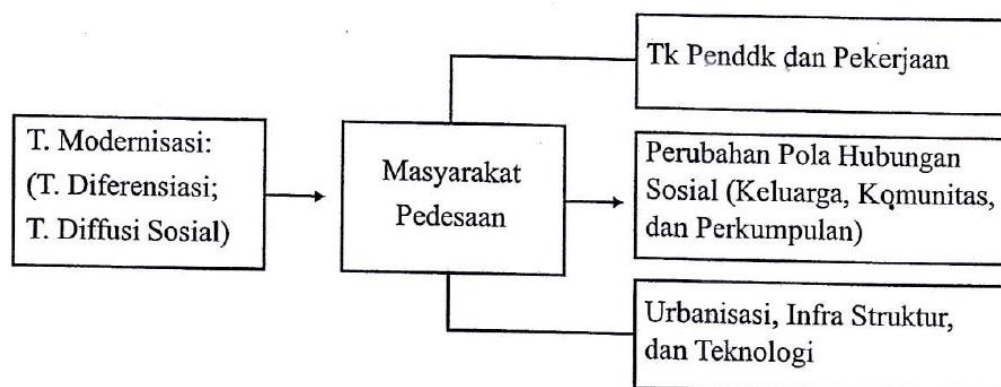 T. Modernisasi:
(T. Diferensiasi;
T. Diffusi Sosial)
Masyarakat
Pedesaan
Tk Penddk dan Pekerjaan
Perubahan Pola Hubungan
Sosial (Keluarga, Komunitas,
dan Perkumpulan)
Urbanisasi, Infra Struktur,
dan Teknologi